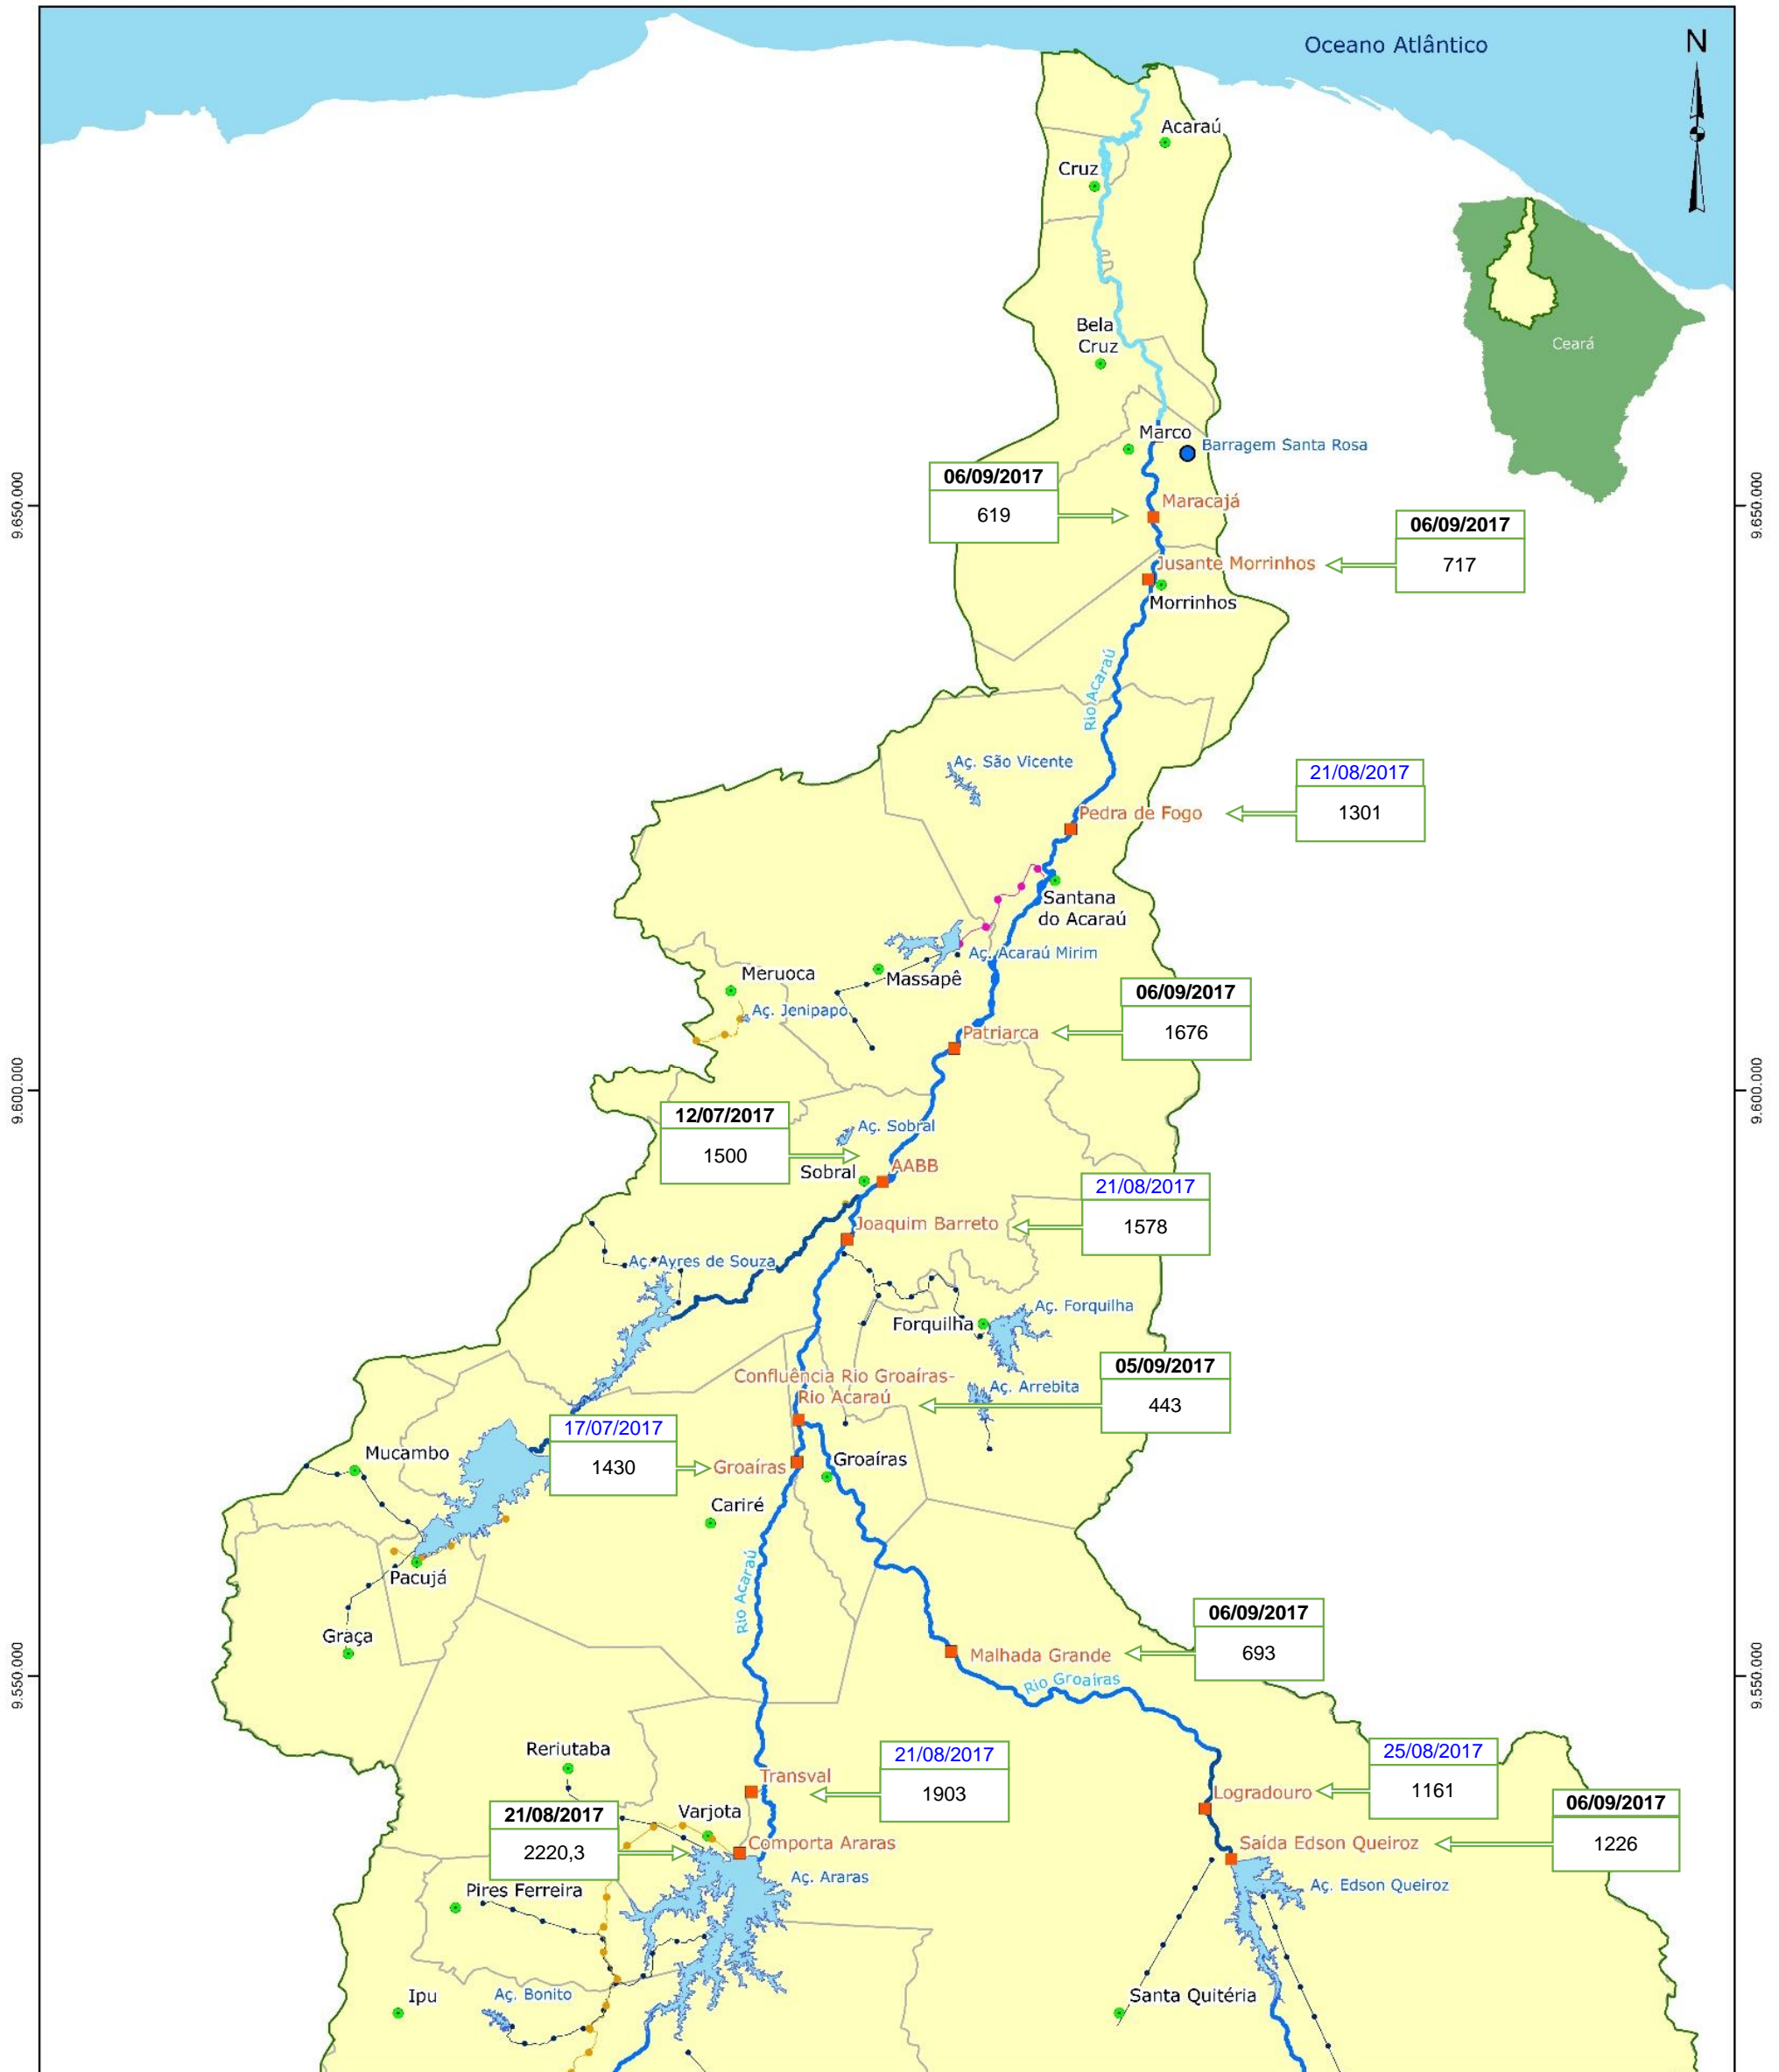 Oceano Atlântico
N
Acaraú
Cruz
Ceará
Bela
Cruz
Marco
Barragem Santa Rosa
06/09/2017
619
Maracajá
9.650.000
9.650.000
06/09/2017
717
Jusante Morrinhos
Morrinhos
Rio Acaraú
Aç. São Vicente
21/08/2017
1301
Pedra de Fogo
Santana
do Acaraú
Aç. Acaraú Mirim
Massapê
Meruoca
Aç. Jenipapo
06/09/2017
1676
Patriarca
9.600.000
9.600.000
12/07/2017
1500
Aç. Sobral
Sobral
AABB
21/08/2017
1578
Joaquim Barreto
Aç. Ayres de Souza
Aç. Forquilha
Forquilha
05/09/2017
443
Confluência Rio Groaíras-
Rio Acaraú
Aç. Arrebita
17/07/2017
1430
Groaíras
Groaíras
Mucambo
Cariré
Pacujá
Rio Acaraú
Graça
06/09/2017
693
Malhada Grande
Rio Groaíras
9.550.000
9.550.000
Reriutaba
21/08/2017
1903
Transval
25/08/2017
1161
Logradouro
Varjota
21/08/2017
2220,3
Comporta Araras
06/09/2017
1226
Saída Edson Queiroz
Aç. Araras
Aç. Edson Queiroz
Pires Ferreira
Ipu
Aç. Bonito
Santa Quitéria